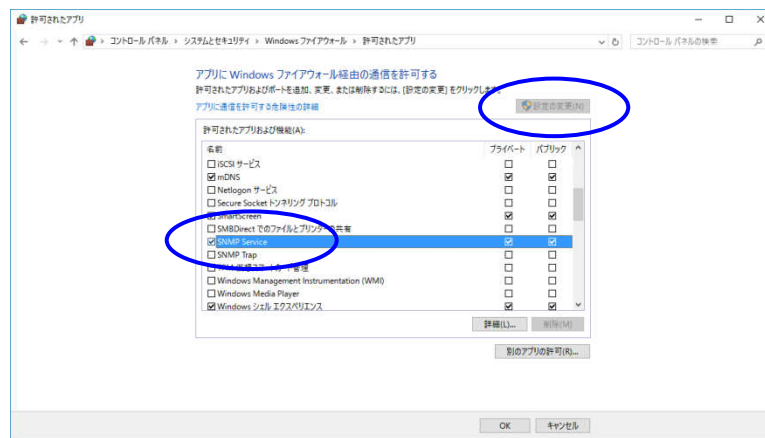 許可されたアプリ
コントロール パネル › システムとセキュリティ › Windows ファイアウォール › 許可されたアプリ
コントロール パネルの検索
アプリに Windows ファイアウォール経由の通信を許可する
許可されたアプリおよびポートを追加、変更、または削除するには、[設定の変更] をクリックします。
アプリに通信を許可する危険性の詳細
設定の変更(N)
許可されたアプリおよび機能(A):
名前 プライベート パブリック
iSCSI サービス
mDNS
Netlogon サービス
Secure Socket トンネリング プロトコル
SmartScreen
SMBDirect でのファイルとプリンターの共有
SNMP Service
SNMP Trap
Windows Management Instrumentation (WMI)
Windows Media Player
Windows シェル エクスペリエンス
詳細(L)... 削除(M)
別のアプリの許可(R)...
OK キャンセル